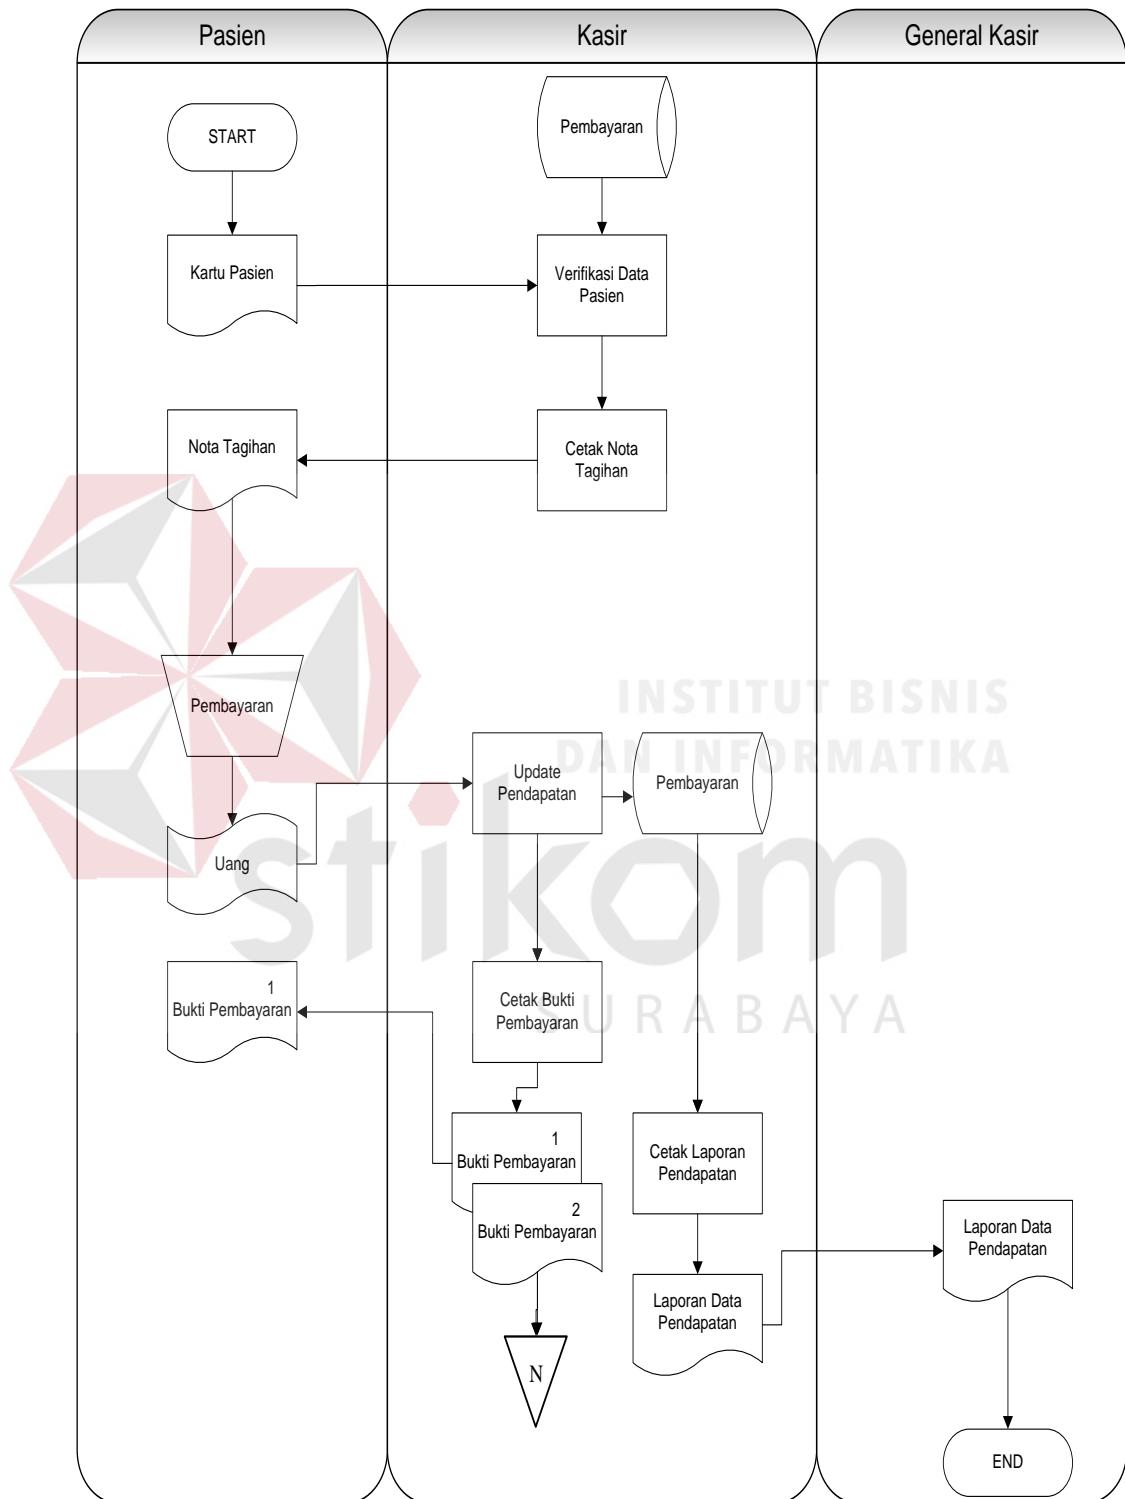 Pasien
Kasir
General Kasir
START
Pembayaran
Kartu Pasien
Verifikasi Data
Pasien
Nota Tagihan
Cetak Nota
Tagihan
Pembayaran
INSTITUT BISNIS
DAN INFORMATIKA
Update
Pendapatan
Pembayaran
Uang
stikom
SURABAYA
1
Bukti Pembayaran
Cetak Bukti
Pembayaran
1
Bukti Pembayaran
2
Bukti Pembayaran
Cetak Laporan
Pendapatan
Laporan Data
Pendapatan
Laporan Data
Pendapatan
N
END